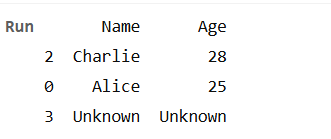 Run Name Age
2 Charlie 28
0 Alice 25
3 Unknown Unknown